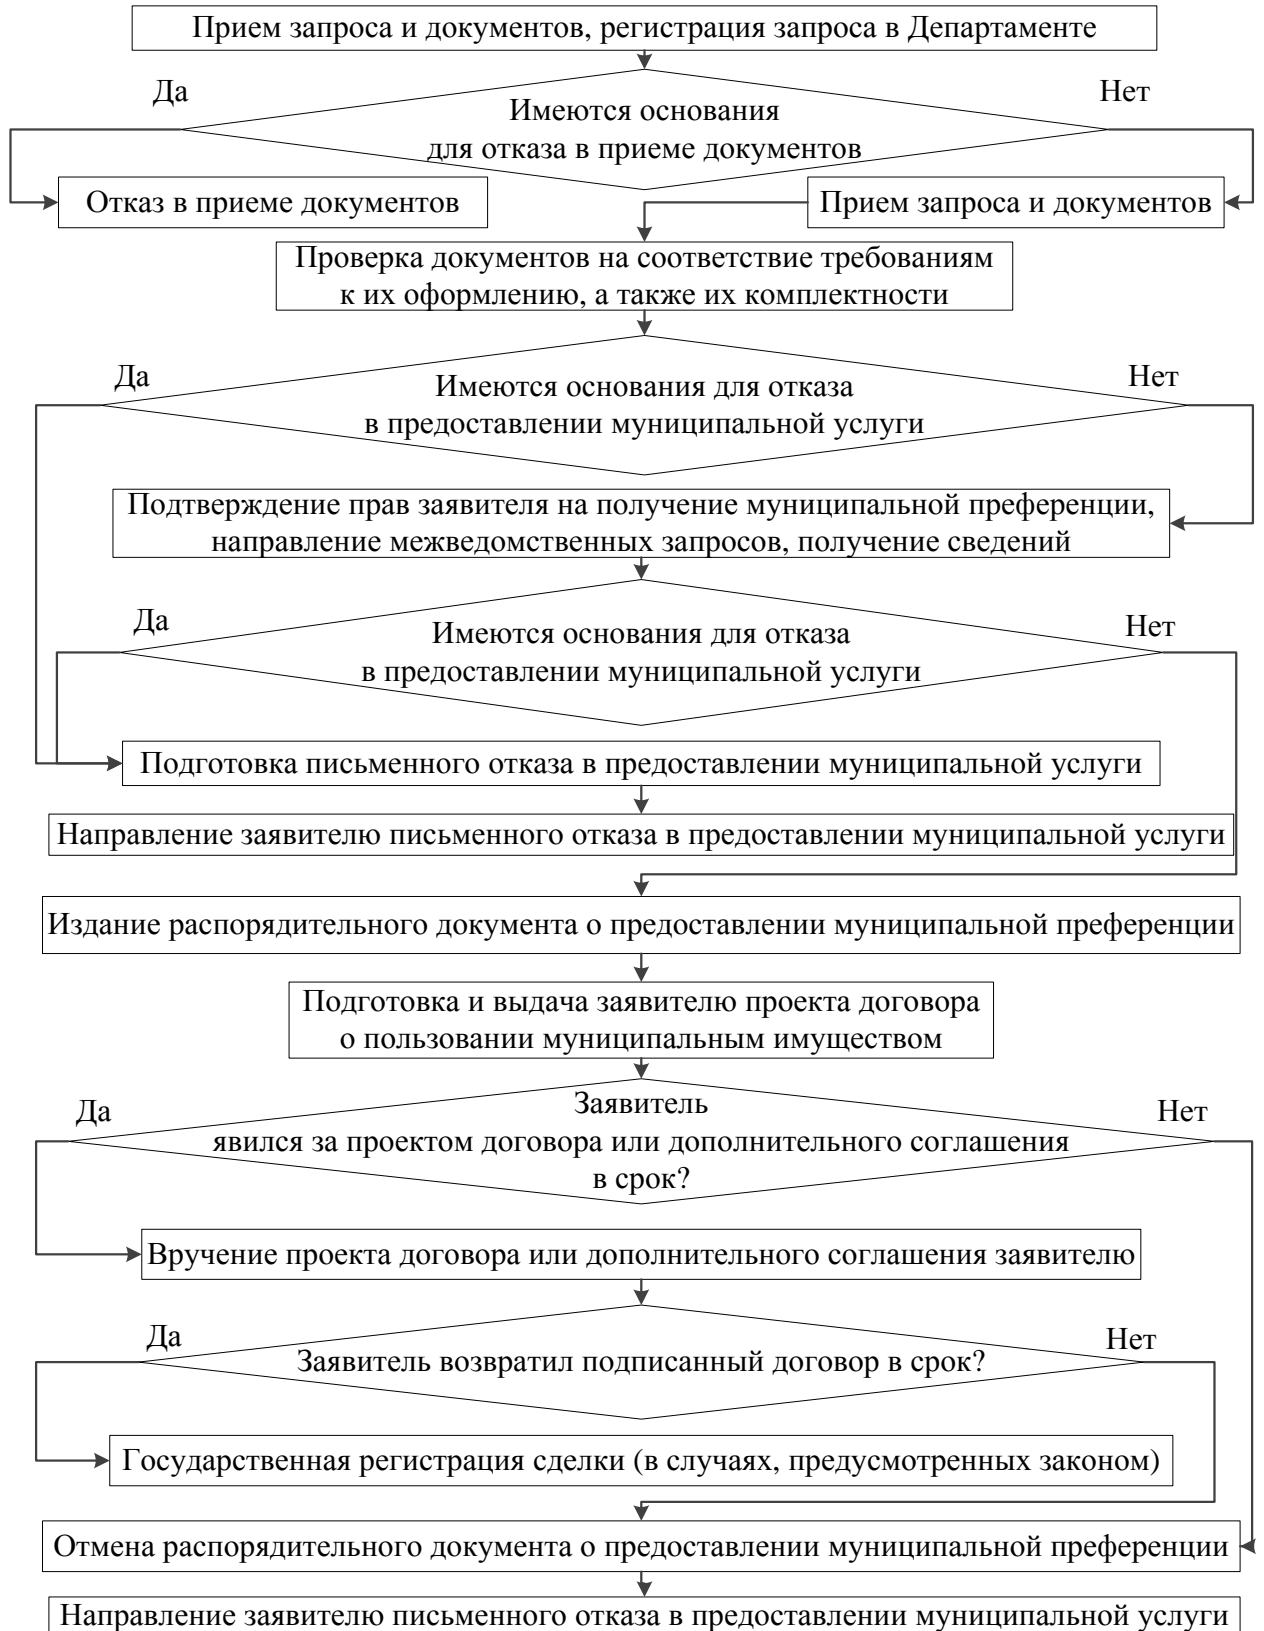 Прием запроса и документов, регистрация запроса в Департаменте
Да
Нет
Имеются основания
для отказа в приеме документов
Отказ в приеме документов
Прием запроса и документов
Проверка документов на соответствие требованиям
к их оформлению, а также их комплектности
Да
Нет
Имеются основания для отказа
в предоставлении муниципальной услуги
Подтверждение прав заявителя на получение муниципальной преференции,
направление межведомственных запросов, получение сведений
Да
Нет
Имеются основания для отказа
в предоставлении муниципальной услуги
Подготовка письменного отказа в предоставлении муниципальной услуги
Направление заявителю письменного отказа в предоставлении муниципальной услуги
Издание распорядительного документа о предоставлении муниципальной преференции
Подготовка и выдача заявителю проекта договора
о пользовании муниципальным имуществом
Да
Нет
Заявитель
явился за проектом договора или дополнительного соглашения
в срок?
Вручение проекта договора или дополнительного соглашения заявителю
Да
Нет
Заявитель возвратил подписанный договор в срок?
Государственная регистрация сделки (в случаях, предусмотренных законом)
Отмена распорядительного документа о предоставлении муниципальной преференции
Направление заявителю письменного отказа в предоставлении муниципальной услуги